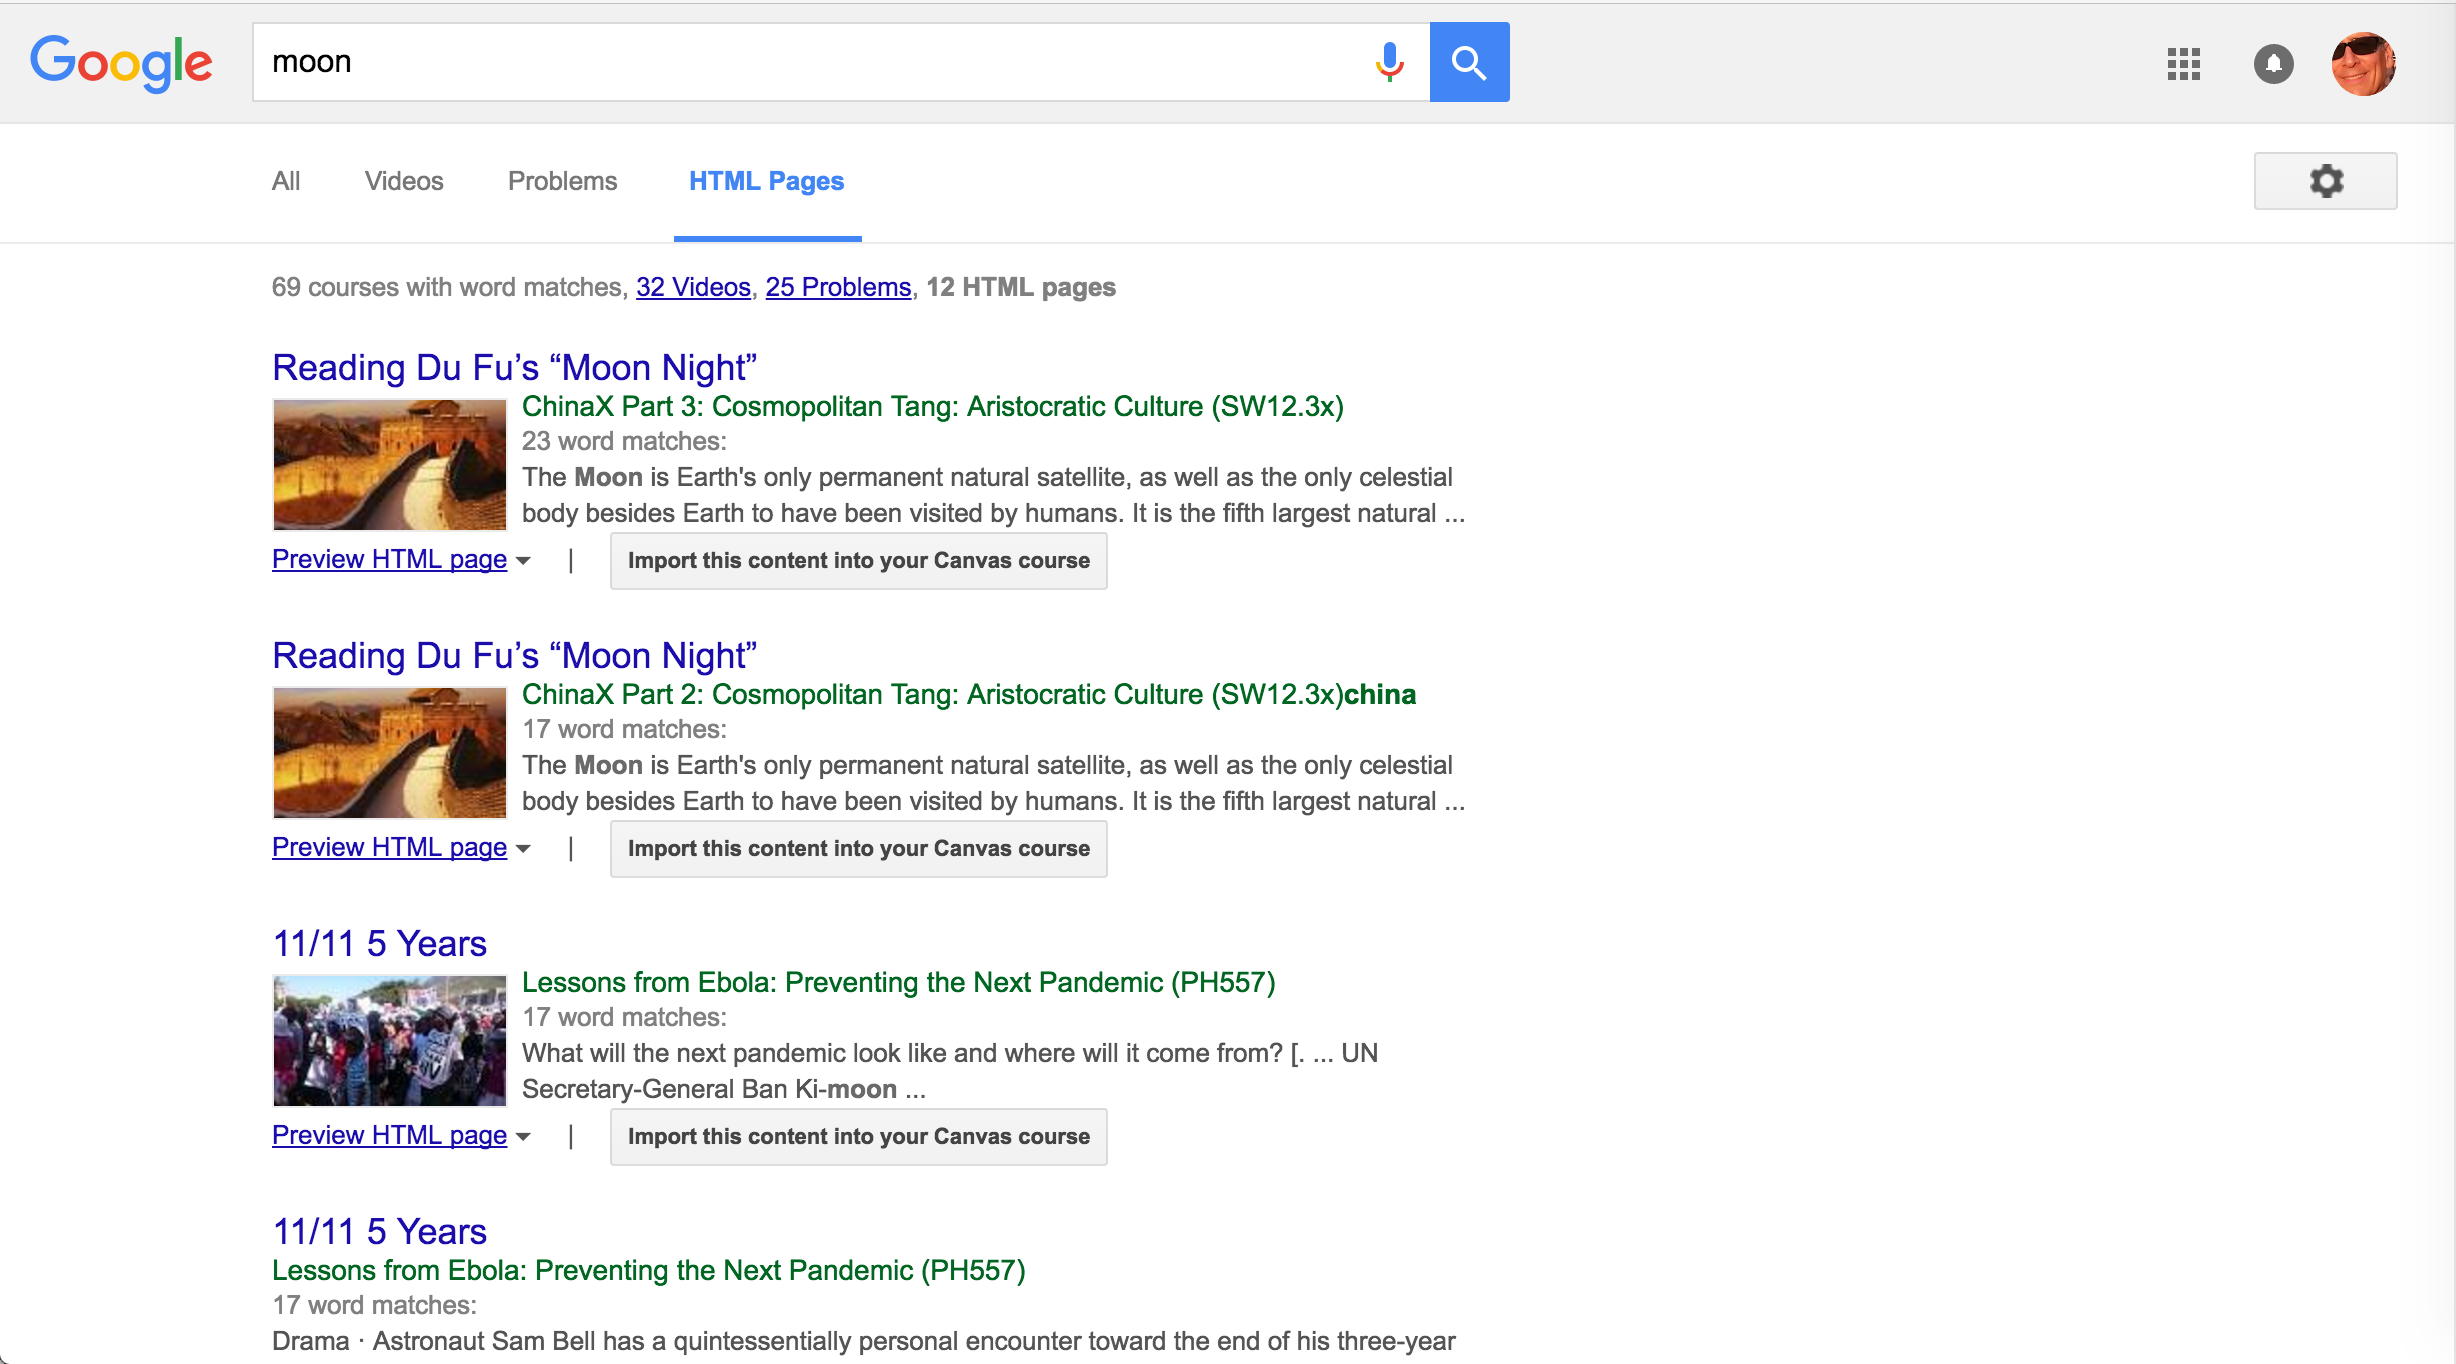 Google
moon
All Videos Problems HTML Pages
69 courses with word matches, 32 Videos, 25 Problems, 12 HTML pages
Reading Du Fu’s “Moon Night”
ChinaX Part 3: Cosmopolitan Tang: Aristocratic Culture (SW12.3x)
23 word matches:
The Moon is Earth's only permanent natural satellite, as well as the only celestial
body besides Earth to have been visited by humans. It is the fifth largest natural ...
Preview HTML page | Import this content into your Canvas course
Reading Du Fu’s “Moon Night”
ChinaX Part 2: Cosmopolitan Tang: Aristocratic Culture (SW12.3x)china
17 word matches:
The Moon is Earth's only permanent natural satellite, as well as the only celestial
body besides Earth to have been visited by humans. It is the fifth largest natural ...
Preview HTML page | Import this content into your Canvas course
11/11 5 Years
Lessons from Ebola: Preventing the Next Pandemic (PH557)
17 word matches:
What will the next pandemic look like and where will it come from? [. ... UN
Secretary-General Ban Ki-moon ...
Preview HTML page | Import this content into your Canvas course
11/11 5 Years
Lessons from Ebola: Preventing the Next Pandemic (PH557)
17 word matches:
Drama · Astronaut Sam Bell has a quintessentially personal encounter toward the end of his three-year